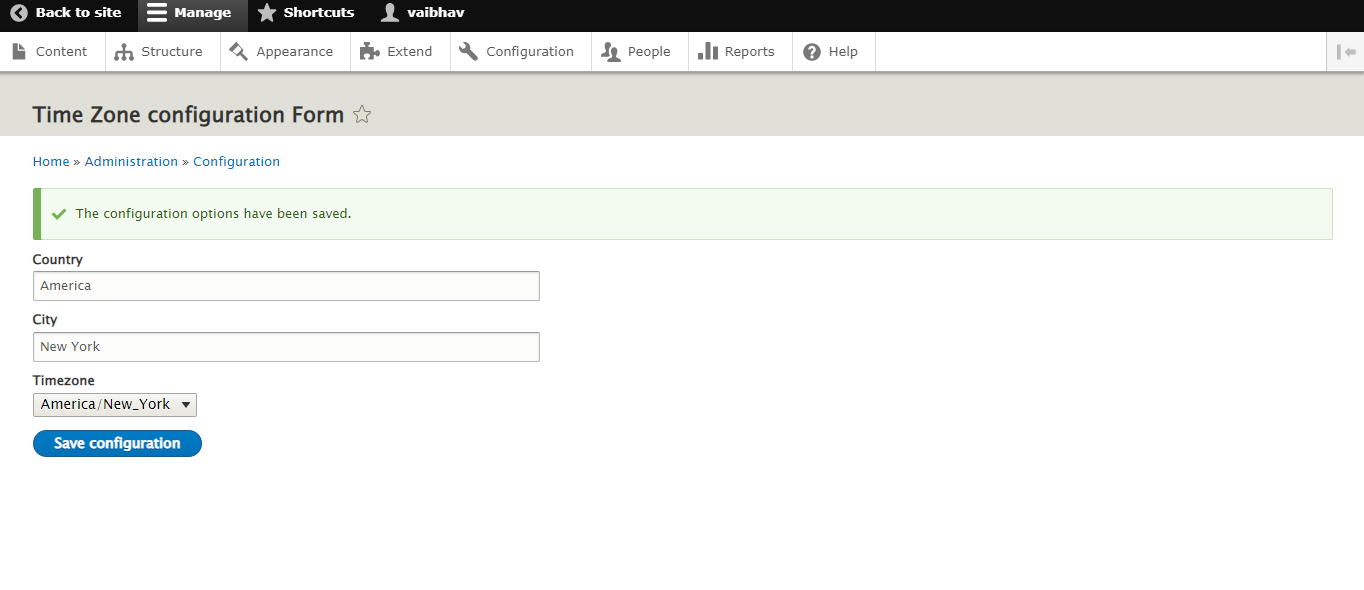 Back to site Manage Shortcuts vaibhav
Content Structure Appearance Extend Configuration People Reports Help
Time Zone configuration Form
Home » Administration » Configuration
The configuration options have been saved.
Country
America
City
New York
Timezone
America/New_York
Save configuration